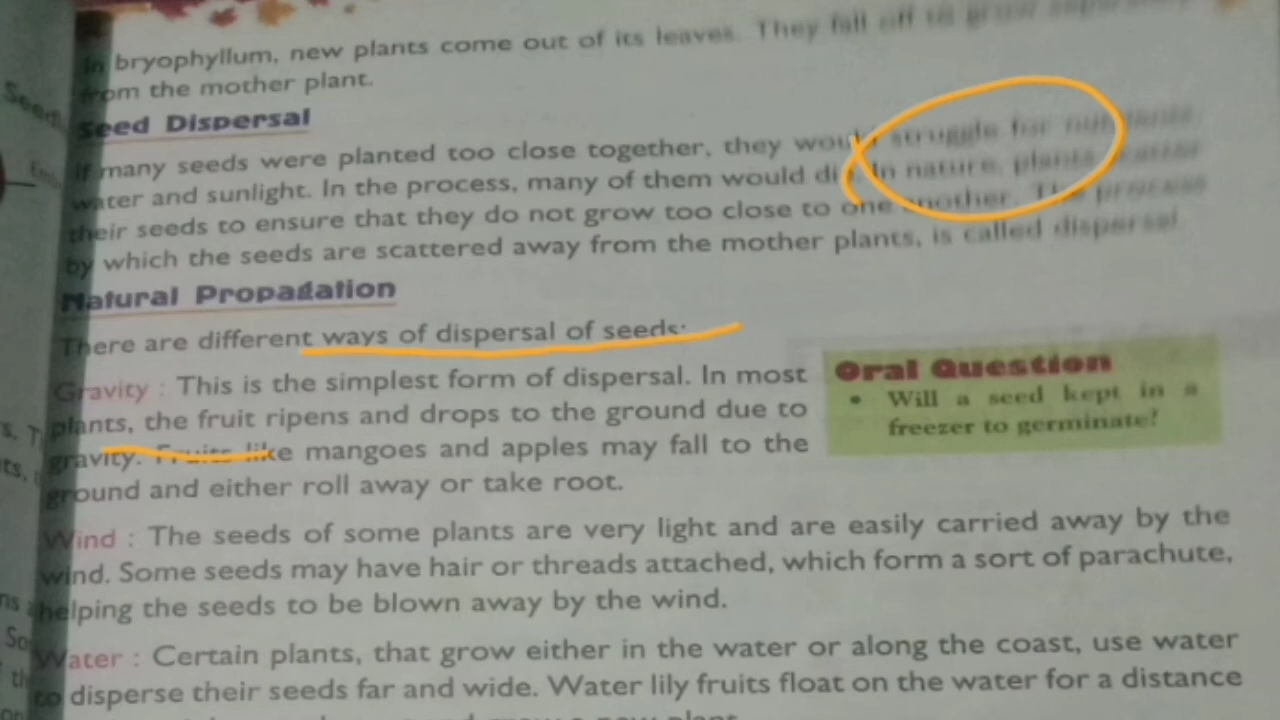 In bryophyllum, new plants come out of its leaves. They fall off to grow separately
from the mother plant.
Seed Dispersal
If many seeds were planted too close together, they would struggle for nutrients,
water and sunlight. In the process, many of them would die. In nature, plants scatter
their seeds to ensure that they do not grow too close to one another. The process
by which the seeds are scattered away from the mother plants, is called dispersal.
Natural Propagation
There are different ways of dispersal of seeds:
Gravity : This is the simplest form of dispersal. In most
plants, the fruit ripens and drops to the ground due to
gravity. Fruits like mangoes and apples may fall to the
ground and either roll away or take root.
Oral Question
• Will a seed kept in a
freezer to germinate?
Wind : The seeds of some plants are very light and are easily carried away by the
wind. Some seeds may have hair or threads attached, which form a sort of parachute,
helping the seeds to be blown away by the wind.
Water : Certain plants, that grow either in the water or along the coast, use water
to disperse their seeds far and wide. Water lily fruits float on the water for a distance